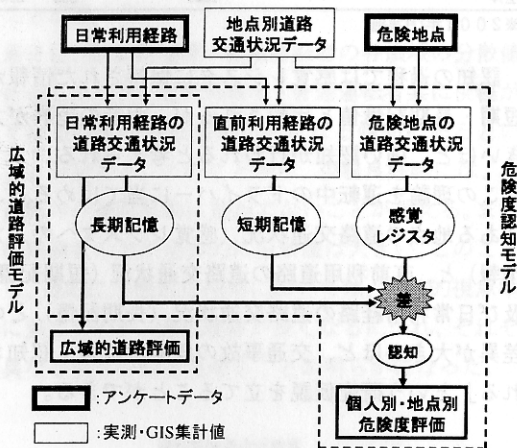 日常利用経路
地点別道路
交通状況データ
危険地点
広域的道路評価モデル
日常利用経路の
道路交通状況
データ
直前利用経路の
道路交通状況
データ
危険地点の
道路交通状況
データ
危険度認知モデル
長期記憶
短期記憶
感覚
レジスタ
差
広域的道路評価
認知
個人別・地点別
危険度評価
:アンケートデータ
:実測・GIS集計値